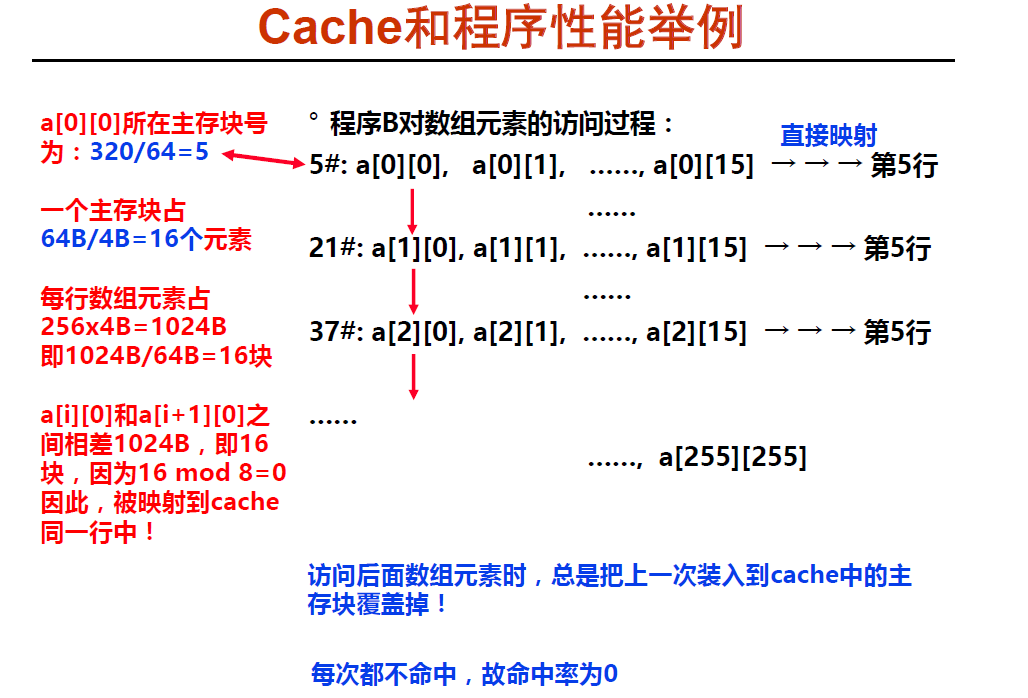 Cache和程序性能举例
a[0][0]所在主存块号
为：320/64=5
一个主存块占
64B/4B=16个元素
每行数组元素占
256x4B=1024B
即1024B/64B=16块
a[i][0]和a[i+1][0]之
间相差1024B，即16
块，因为16 mod 8=0
因此，被映射到cache
同一行中！
° 程序B对数组元素的访问过程：
直接映射
5#: a[0][0], a[0][1], ……, a[0][15] →→→ 第5行
……
21#: a[1][0], a[1][1], ……, a[1][15] →→→ 第5行
……
37#: a[2][0], a[2][1], ……, a[2][15] →→→ 第5行
……
……, a[255][255]
访问后面数组元素时，总是把上一次装入到cache中的主
存块覆盖掉！
每次都不命中，故命中率为0